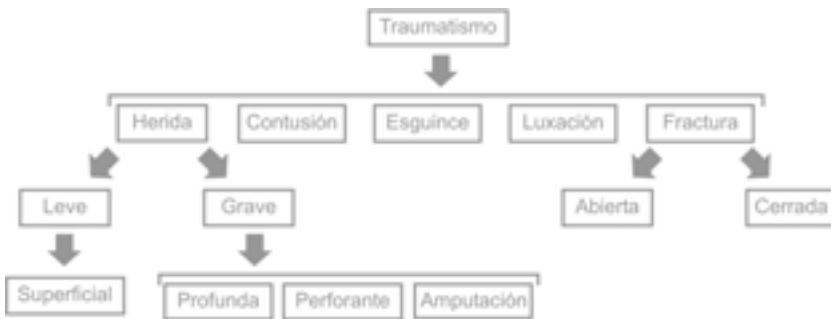 Traumatismo
Herida Contusión Esguince Luxación Fractura
Leve Grave Abierta Cerrada
Superficial Profunda Perforante Amputación